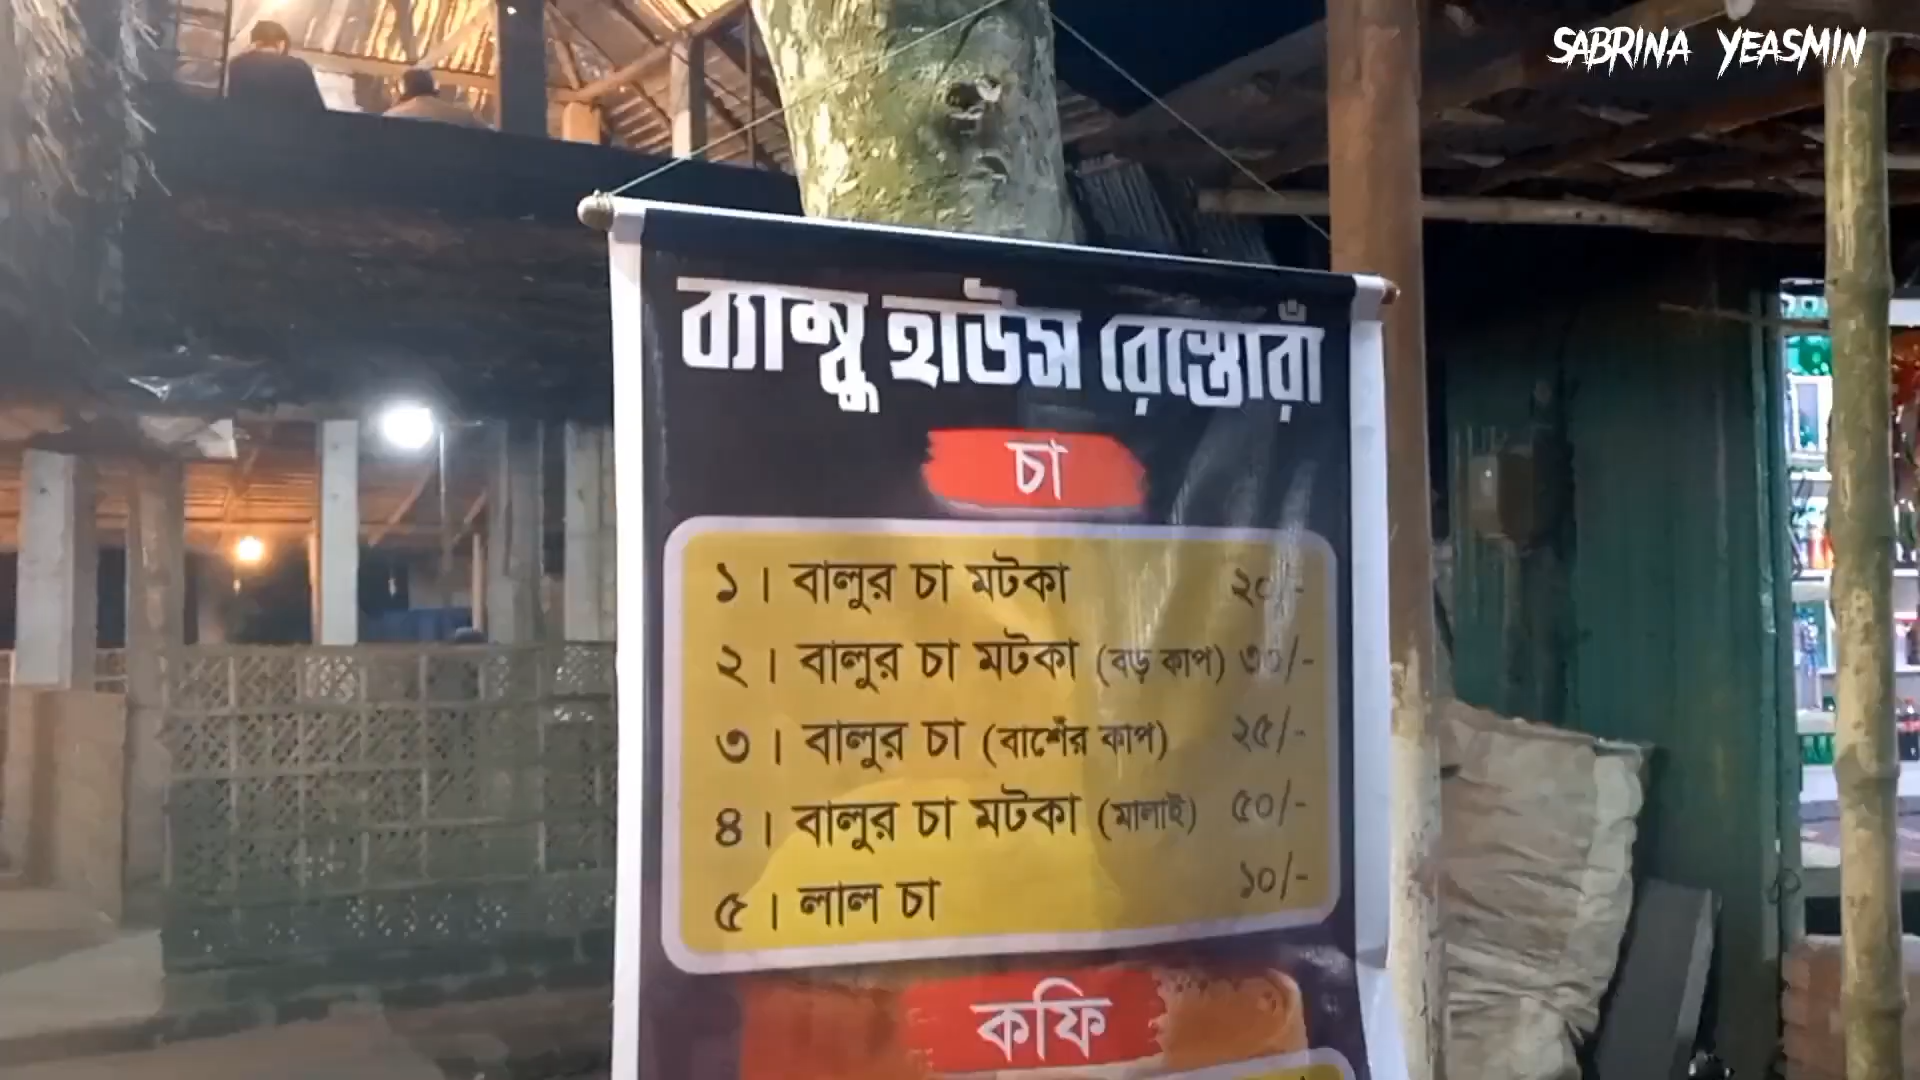 SABRINA YEASMIN
ব্যাম্বু হাউস রেস্তোরাঁ
চা
১। বালুর চা মটকা ২০/-
২। বালুর চা মটকা (বড় কাপ) ৩০/-
৩। বালুর চা (বাশেঁর কাপ) ২৫/-
৪। বালুর চা মটকা (মালাই) ৫০/-
৫। লাল চা ১০/-
কফি